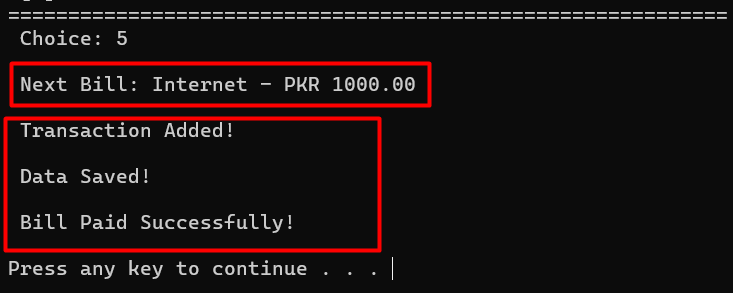 ============================================================
Choice: 5
Next Bill: Internet - PKR 1000.00
Transaction Added!
Data Saved!
Bill Paid Successfully!
Press any key to continue . . .